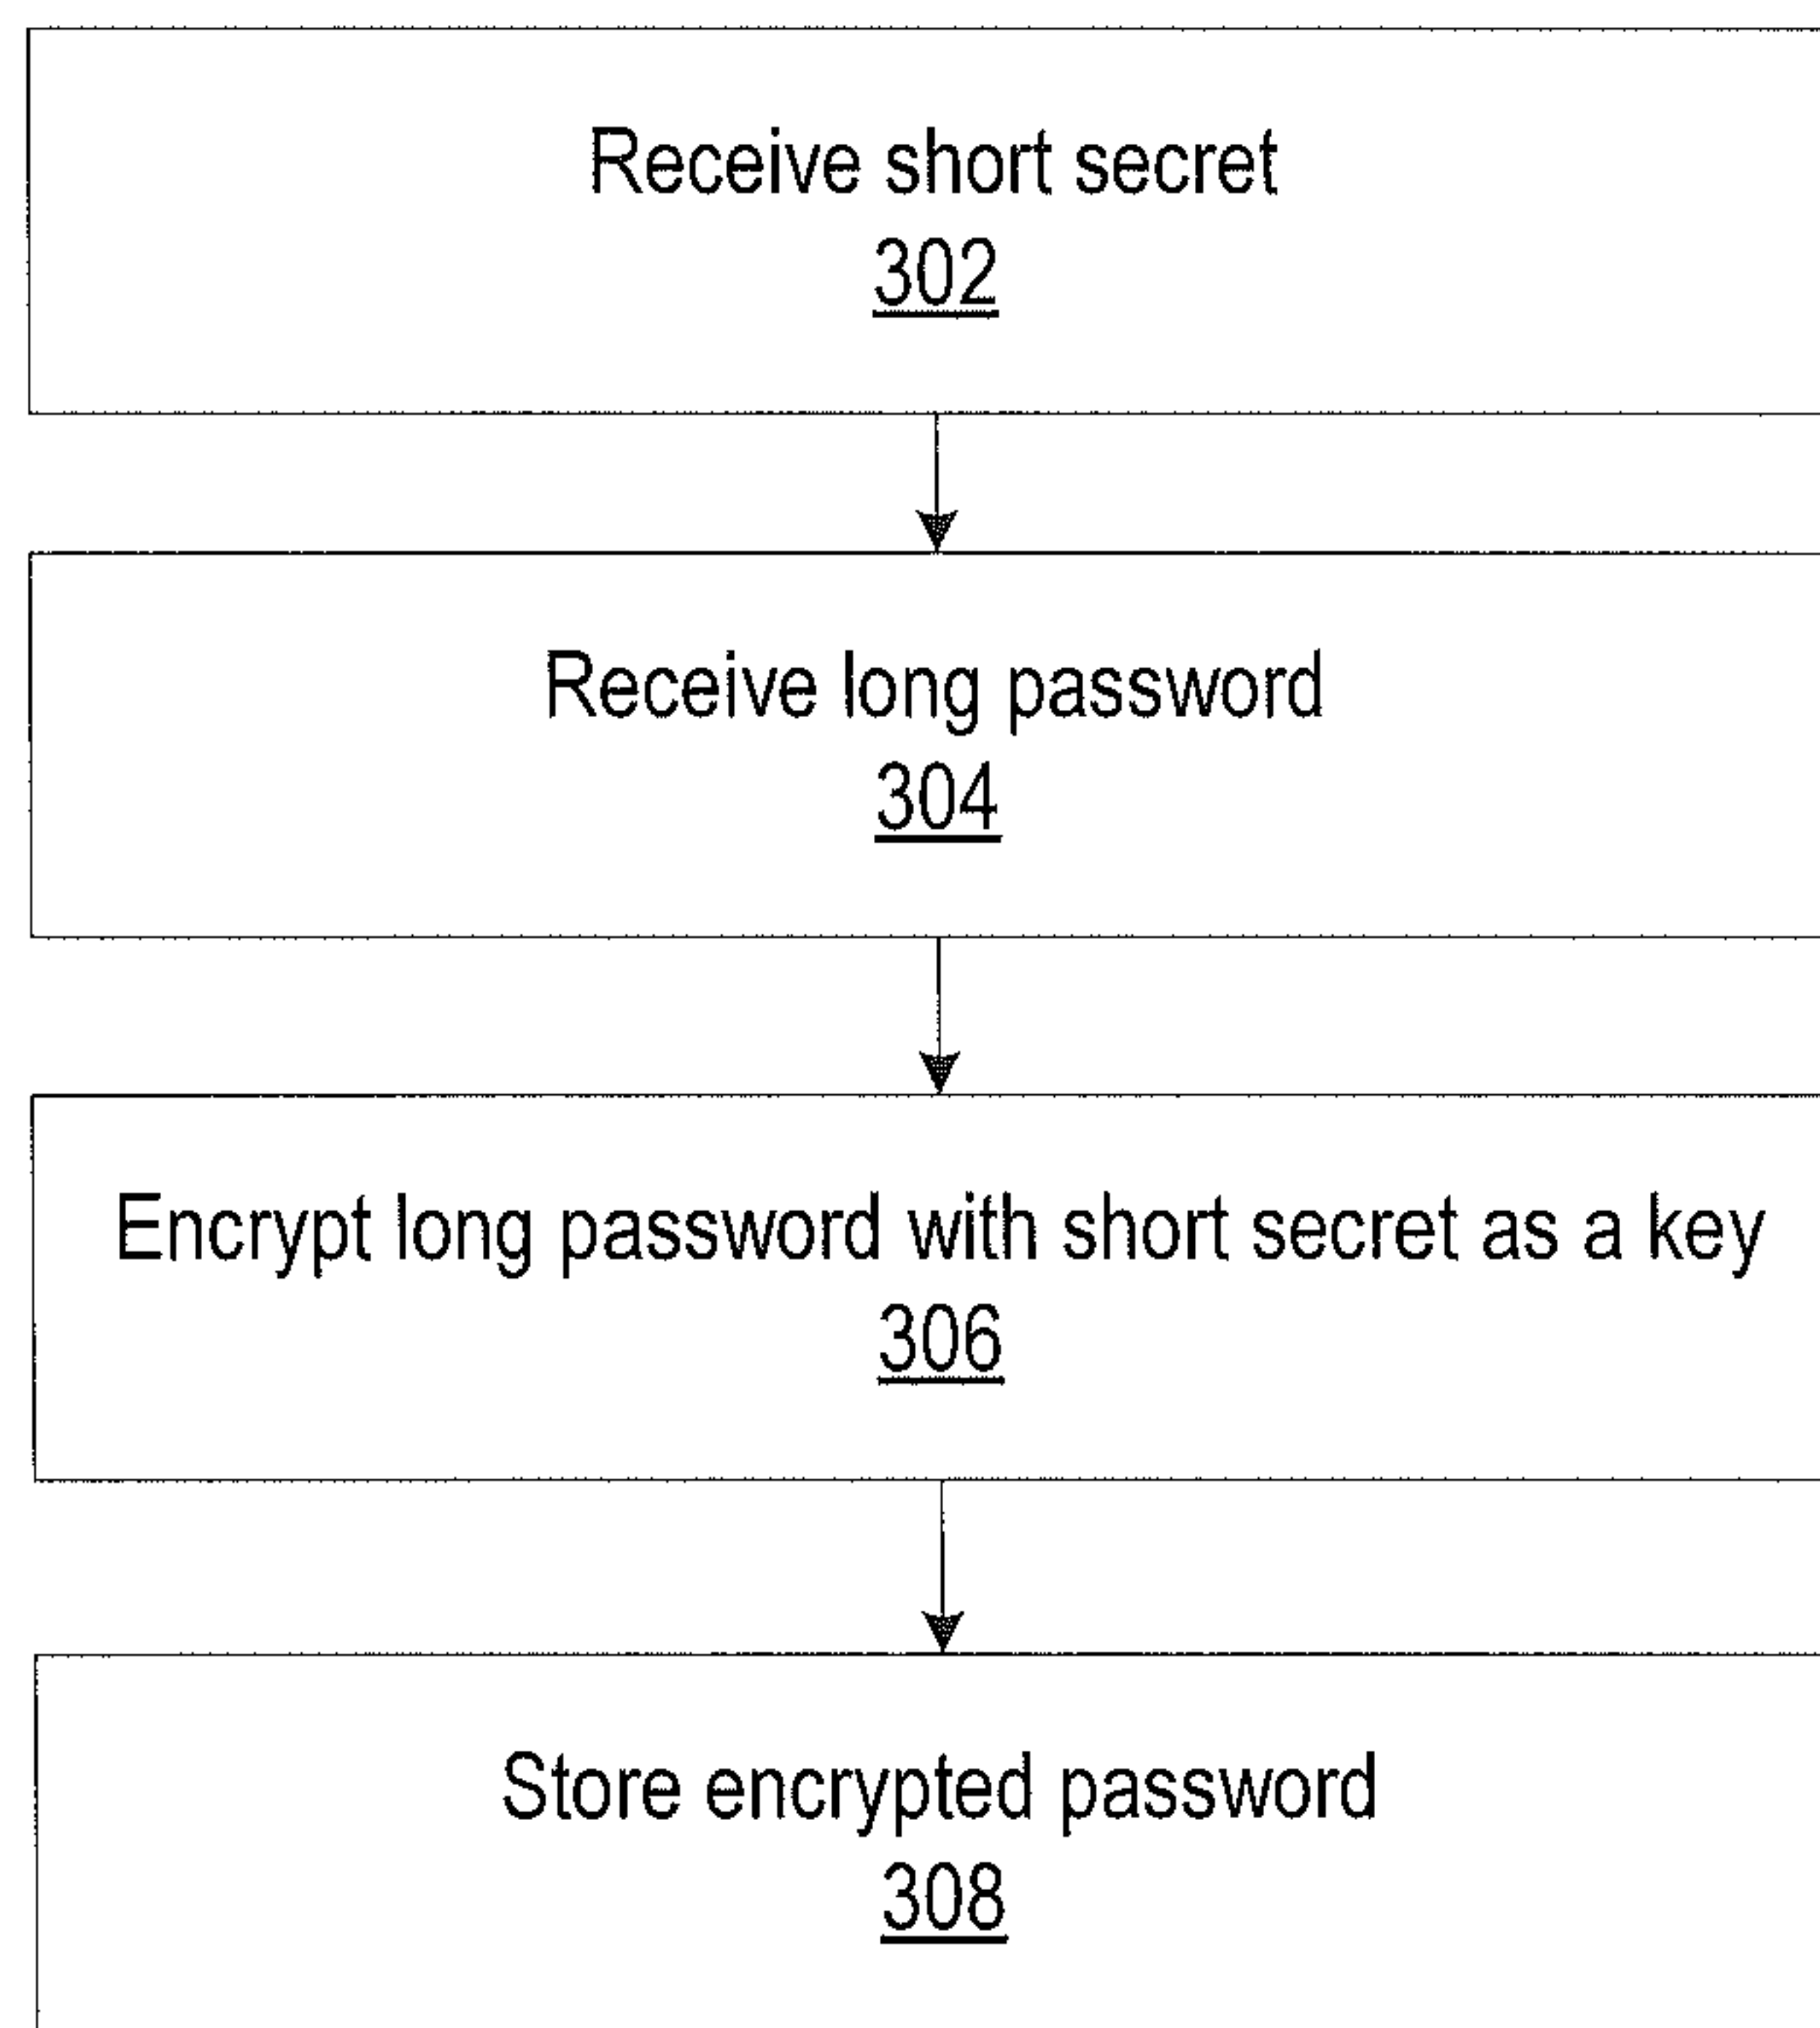 Receive short secret
302
Receive long password
304
Encrypt long password with short secret as a key
306
Store encrypted password
308